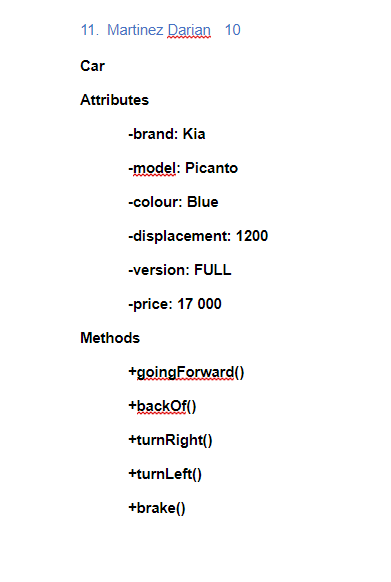 11. Martinez Darian 10
Car
Attributes
-brand: Kia
-model: Picanto
-colour: Blue
-displacement: 1200
-version: FULL
-price: 17 000
Methods
+goingForward()
+backOf()
+turnRight()
+turnLeft()
+brake()